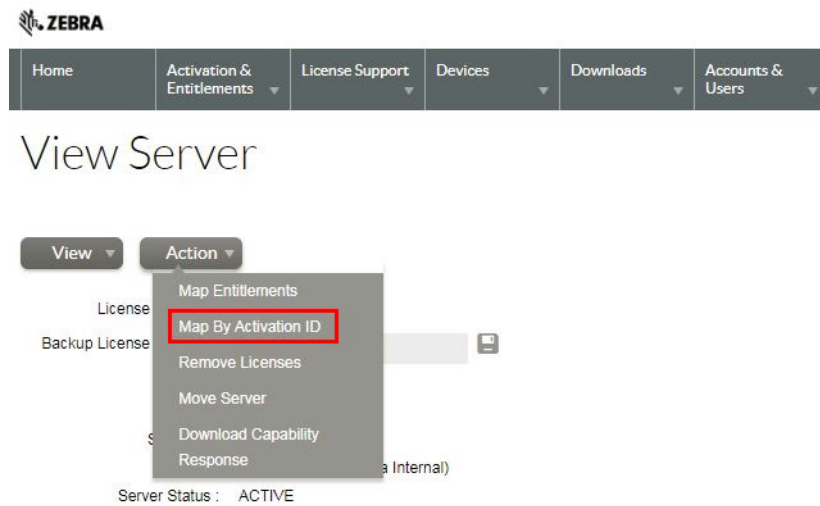 ZEBRA
Home
Activation &
Entitlements
License Support
Devices
Downloads
Accounts &
Users
View Server
View
Action
Map Entitlements
License
Map By Activation ID
Backup License
Remove Licenses
Move Server
Download Capability
S
Response
a Internal)
Server Status : ACTIVE